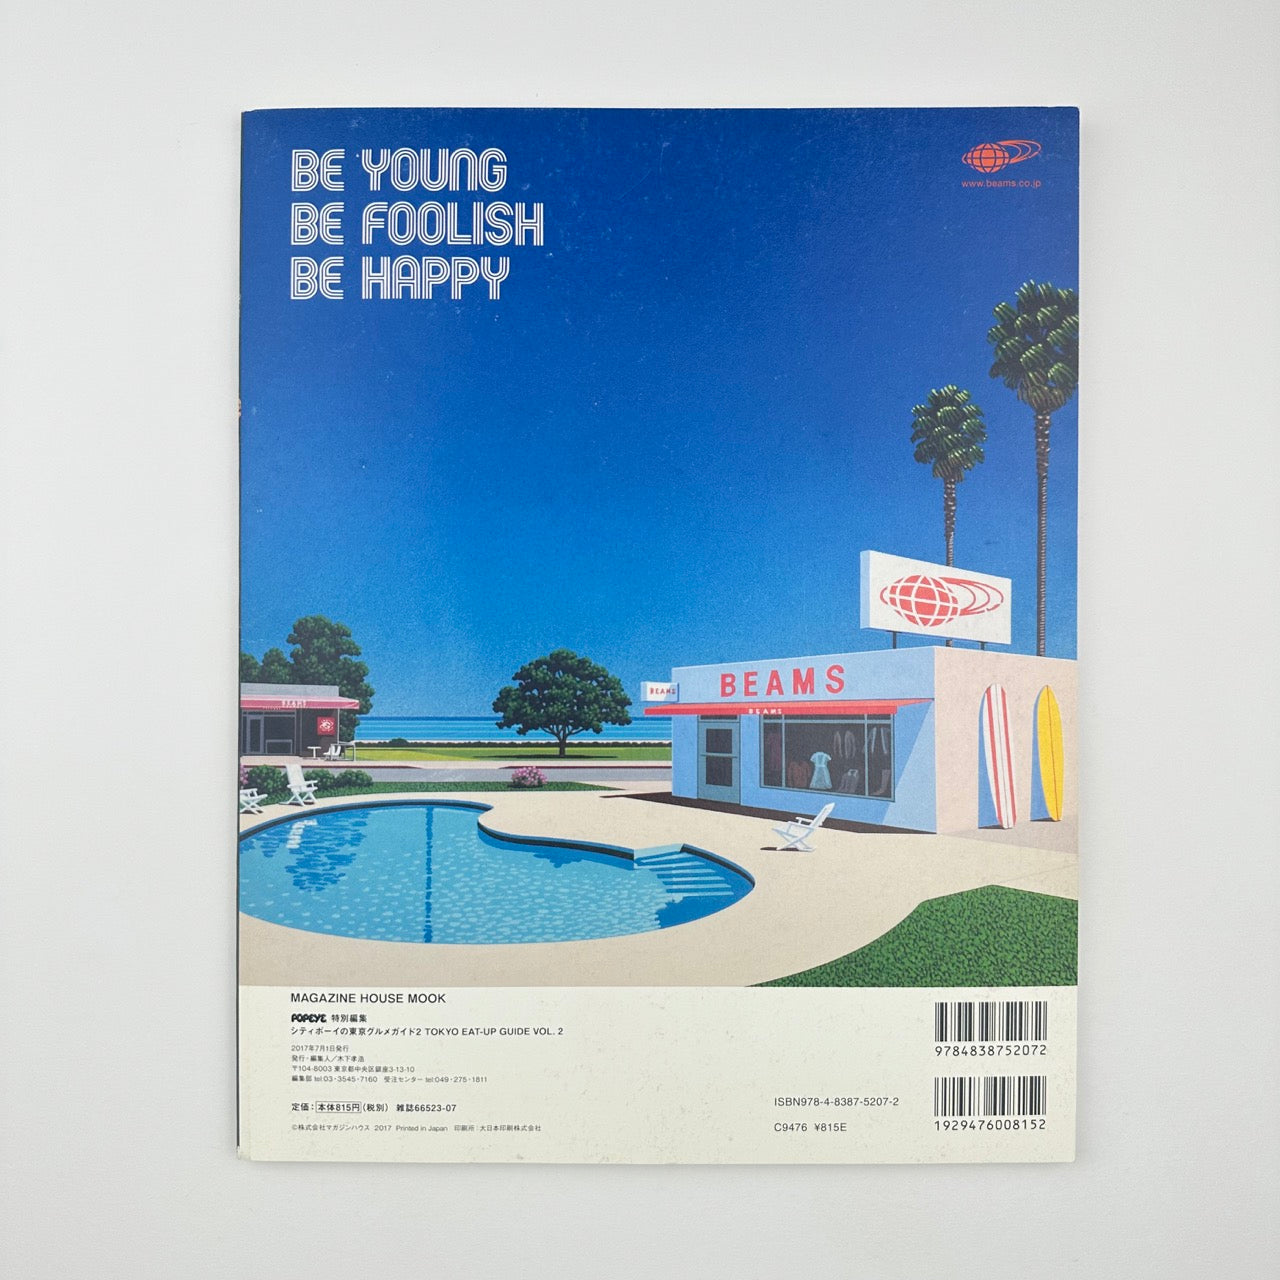 BE YOUNG
BE FOOLISH
BE HAPPY
www.beams.co.jp
BEAMS
BEAMS
BEAMS
BEAMS
MAGAZINE HOUSE MOOK
POPEYE 特別編集
シティボーイの東京グルメガイド2 TOKYO EAT-UP GUIDE VOL. 2
2017年7月1日発行
発行・編集人／木下孝浩
〒104-8003 東京都中央区銀座3-13-10
編集部 tel:03・3545・7160 受注センター tel:049・275・1811
定価：本体815円（税別） 雑誌66523-07
©株式会社マガジンハウス 2017 Printed in Japan 印刷所：大日本印刷株式会社
9784838752072
ISBN978-4-8387-5207-2
C9476 ¥815E
1929476008152